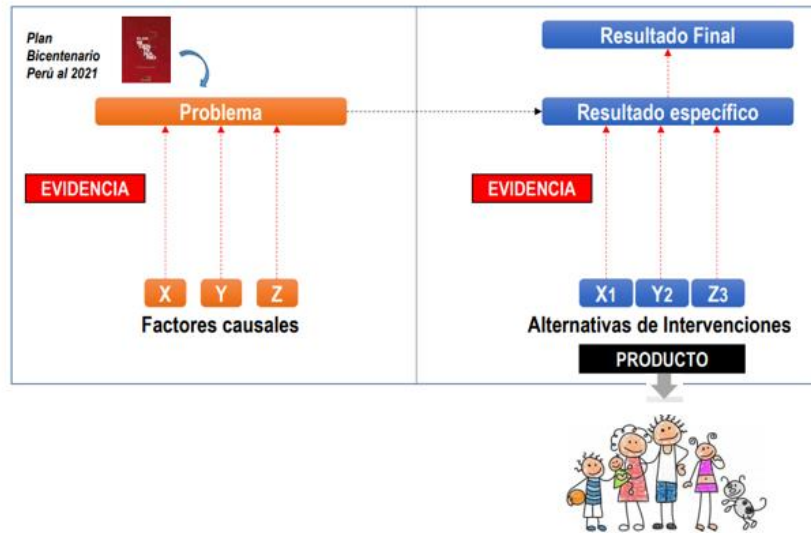 Plan
Bicentenario
Perú al 2021
Problema
EVIDENCIA
X Y Z
Factores causales
Resultado Final
Resultado específico
EVIDENCIA
X1 Y2 Z3
Alternativas de Intervenciones
PRODUCTO